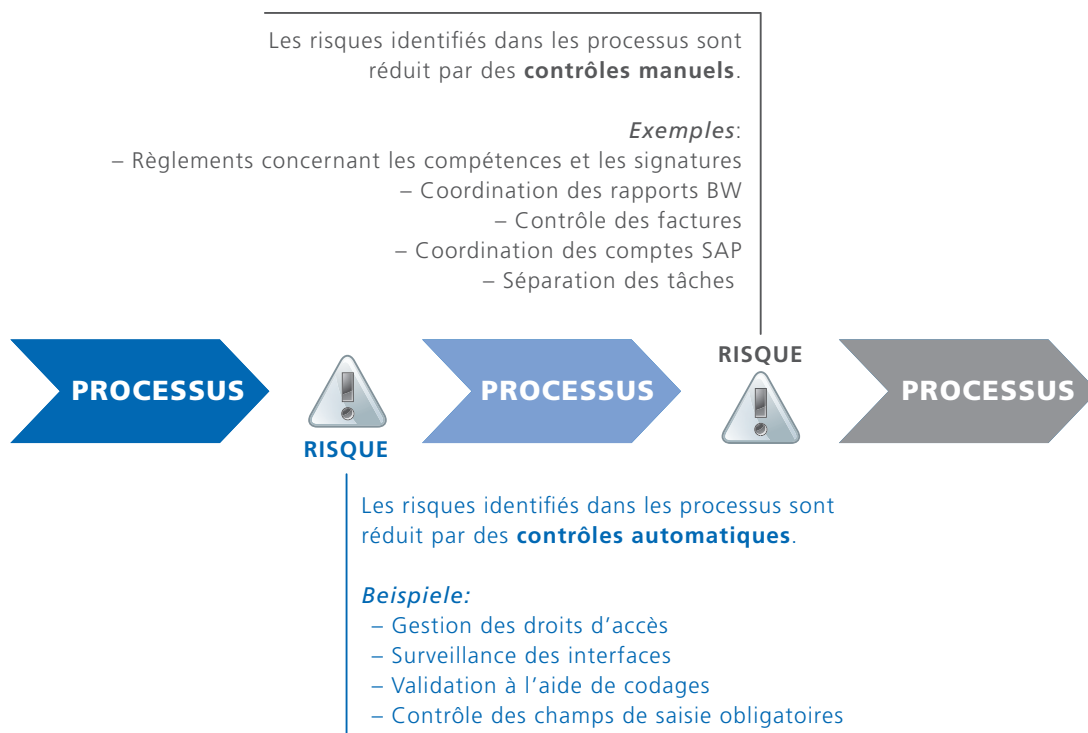 Les risques identifiés dans les processus sont
réduit par des contrôles manuels.
Exemples:
– Règlements concernant les compétences et les signatures
– Coordination des rapports BW
– Contrôle des factures
– Coordination des comptes SAP
– Séparation des tâches
PROCESSUS
RISQUE
PROCESSUS
RISQUE
PROCESSUS
Les risques identifiés dans les processus sont
réduit par des contrôles automatiques.
Beispiele:
– Gestion des droits d’accès
– Surveillance des interfaces
– Validation à l’aide de codages
– Contrôle des champs de saisie obligatoires